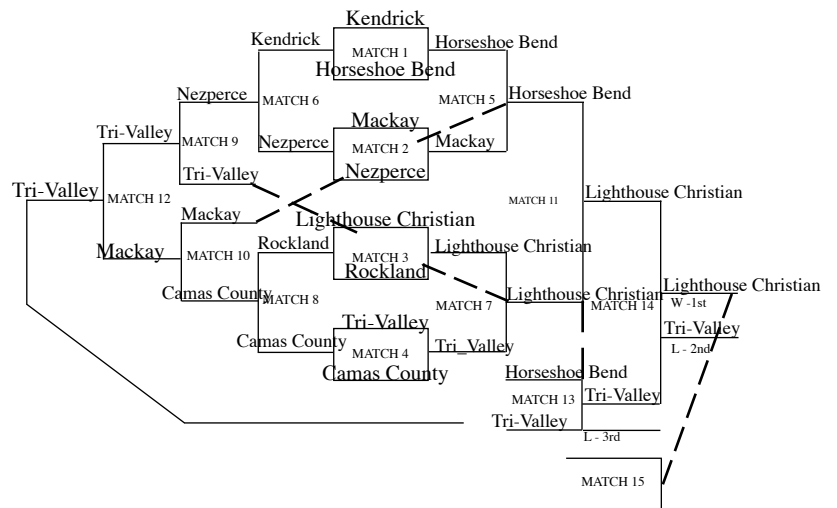 Kendrick
Kendrick
MATCH 1
Horseshoe Bend
Horseshoe Bend
Nezperce
MATCH 6
MATCH 5
Horseshoe Bend
Mackay
Tri-Valley
MATCH 9
Nezperce
MATCH 2
Mackay
Nezperce
Tri-Valley
Tri-Valley
MATCH 12
MATCH 11
Lighthouse Christian
Mackay
Lighthouse Christian
Mackay
MATCH 10
Rockland
MATCH 3
Lighthouse Christian
Rockland
Lighthouse Christian
Camas County
MATCH 8
MATCH 7
Lighthouse Christian
MATCH 14
W -1st
Tri-Valley
Tri-Valley
L - 2nd
Camas County
MATCH 4
Tri_Valley
Camas County
Horseshoe Bend
MATCH 13
Tri-Valley
Tri-Valley
L - 3rd
MATCH 15